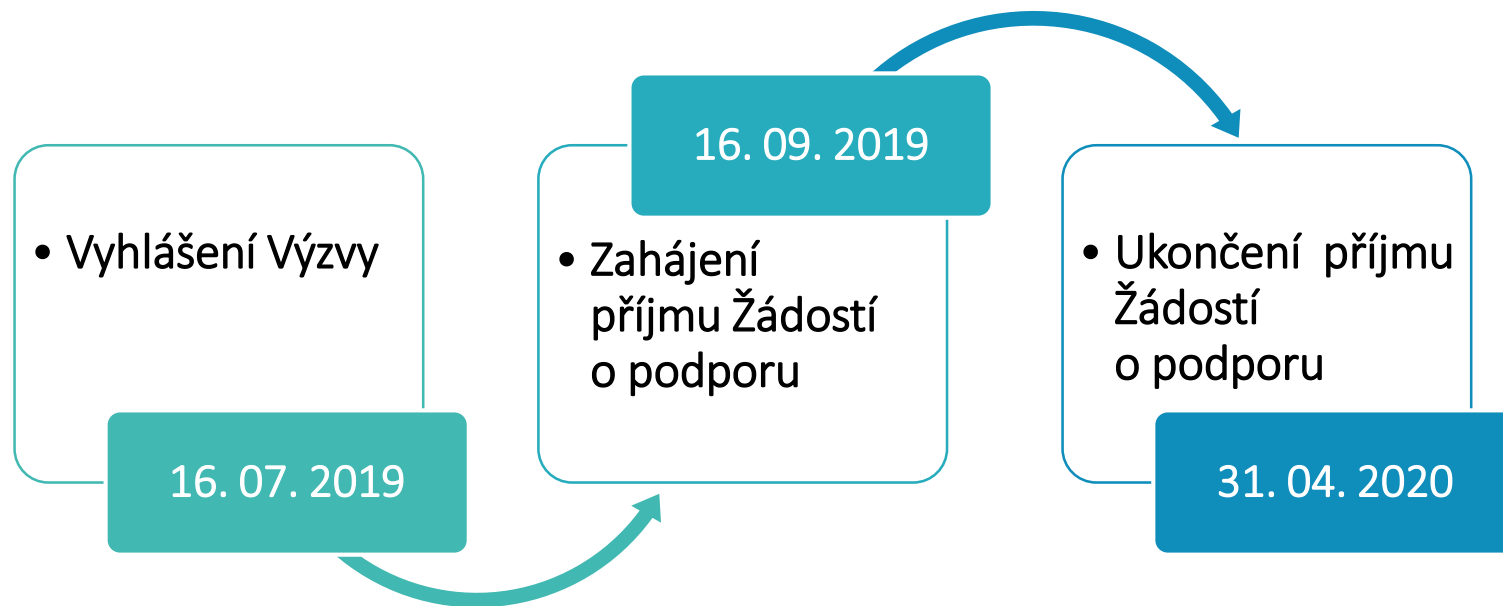 • Vyhlášení Výzvy
16. 07. 2019
16. 09. 2019
• Zahájení
příjmu Žádostí
o podporu
• Ukončení příjmu
Žádostí
o podporu
31. 04. 2020